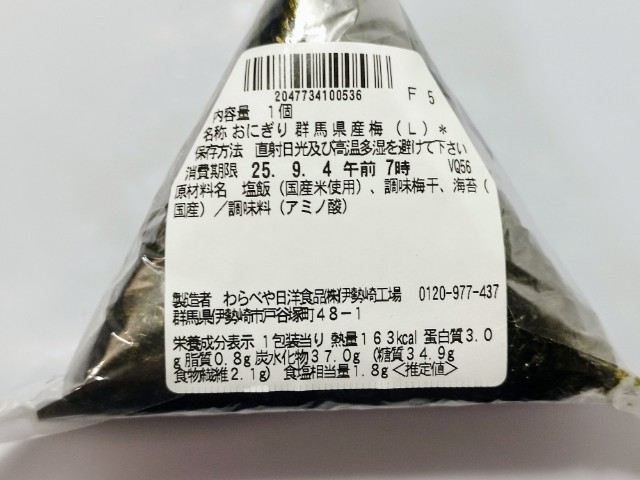 2047734100536
F 5
内容量 1個
名称 おにぎり 群馬県産梅(L)*
保存方法 直射日光及び高温多湿を避けて下さい
消費期限 25. 9. 4 午前 7時 VQ56
原材料名 塩飯(国産米使用)、調味梅干、海苔(
国産)/調味料(アミノ酸)
製造者 わらべや日洋食品㈱伊勢崎工場 0120-977-437
群馬県伊勢崎市戸谷塚町48-1
栄養成分表示 1包装当り 熱量163kcal 蛋白質3.0
g 脂質0.8g 炭水化物37.0g (糖質34.9g
食物繊維2.1g) 食塩相当量1.8g<推定値>